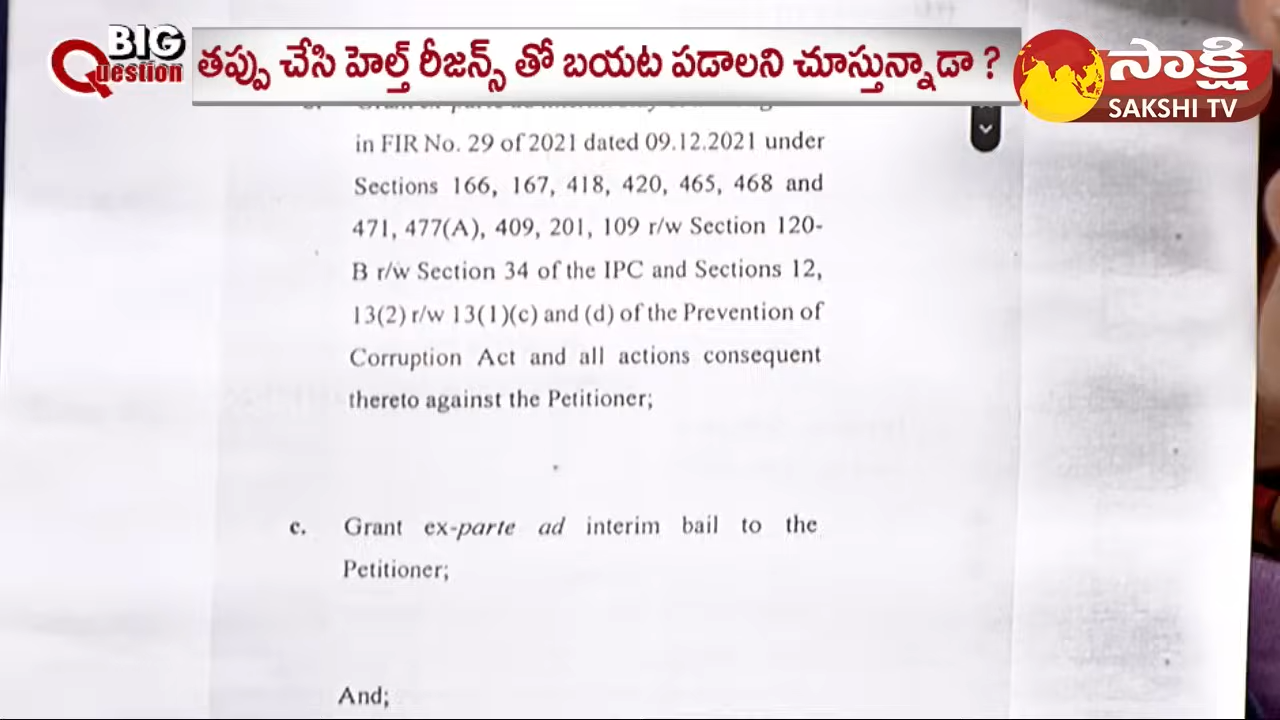 BIG
Question
తప్పు చేసి హెల్త్ రీజన్స్ తో బయట పడాలని చూస్తున్నాడా ?
సాక్షి
SAKSHI TV
in FIR No. 29 of 2021 dated 09.12.2021 under
Sections 166, 167, 418, 420, 465, 468 and
471, 477(A), 409, 201, 109 r/w Section 120-
B r/w Section 34 of the IPC and Sections 12,
13(2) r/w 13(1)(c) and (d) of the Prevention of
Corruption Act and all actions consequent
thereto against the Petitioner;
c. Grant ex-parte ad interim bail to the
Petitioner;
And;